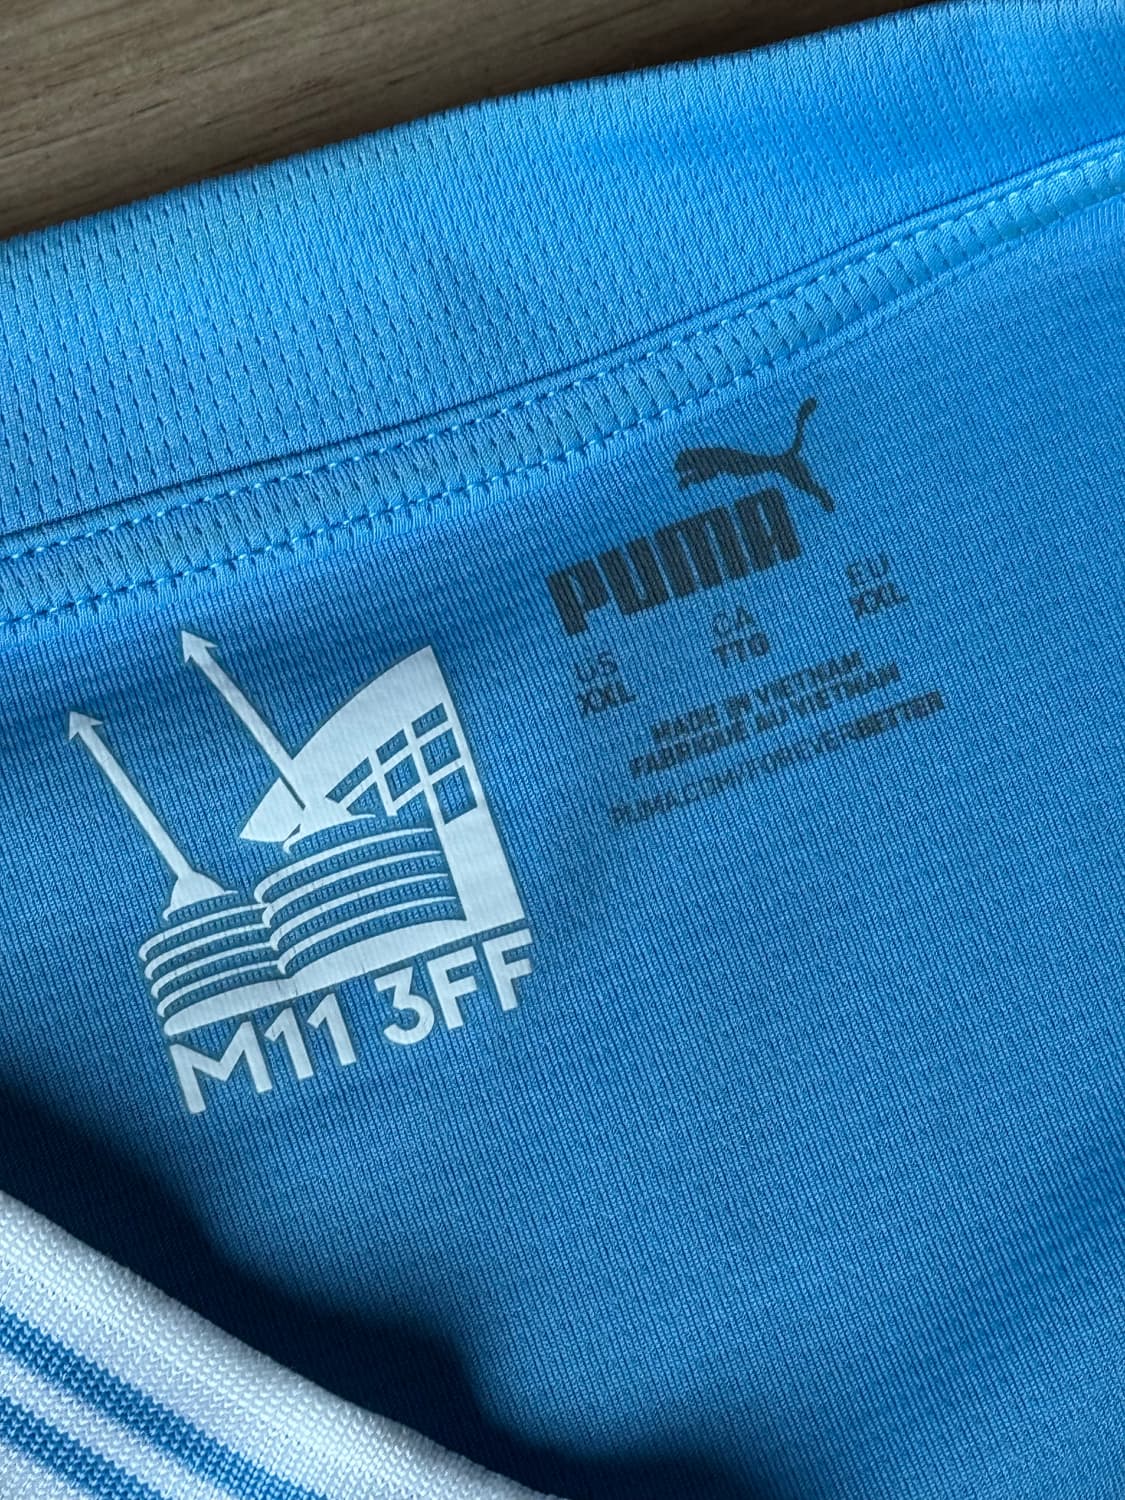 PUMA
US CA EU
XXL TTG XXL
MADE IN VIETNAM
FABRIQUÉ AU VIETNAM
PUMA.COM/FOREVERBETTER
M11 3FF